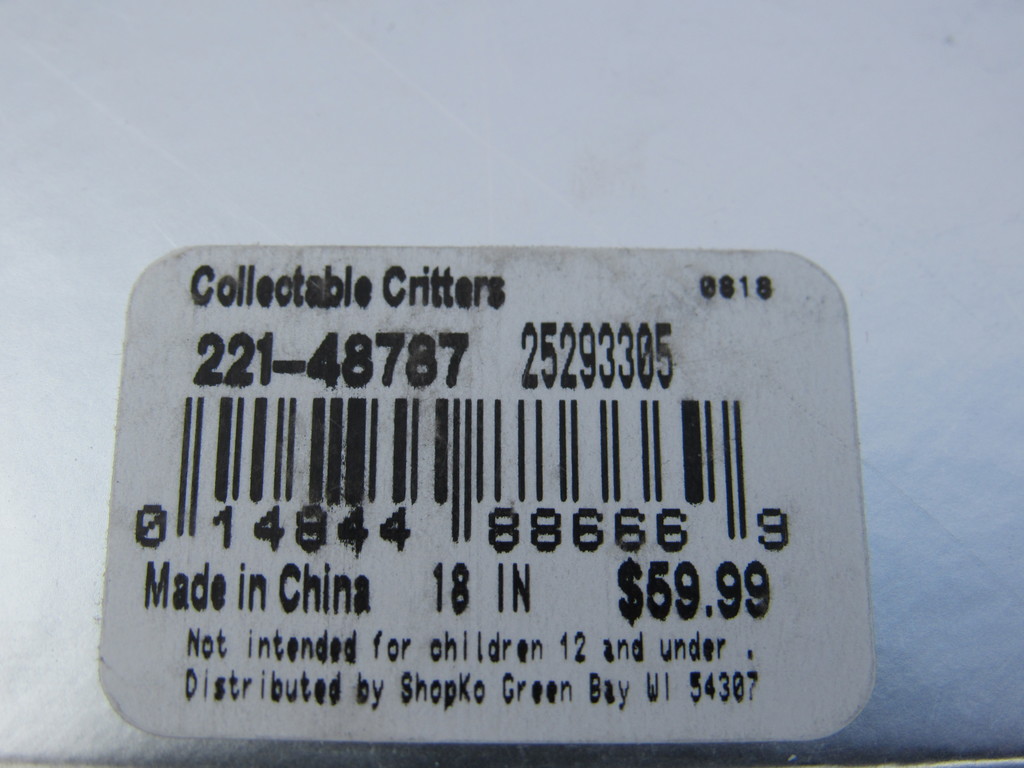 Collectable Critters 0818
221-48787 25293305
0 14844 88666 9
Made in China 18 IN $59.99
Not intended for children 12 and under .
Distributed by ShopKo Green Bay WI 54307